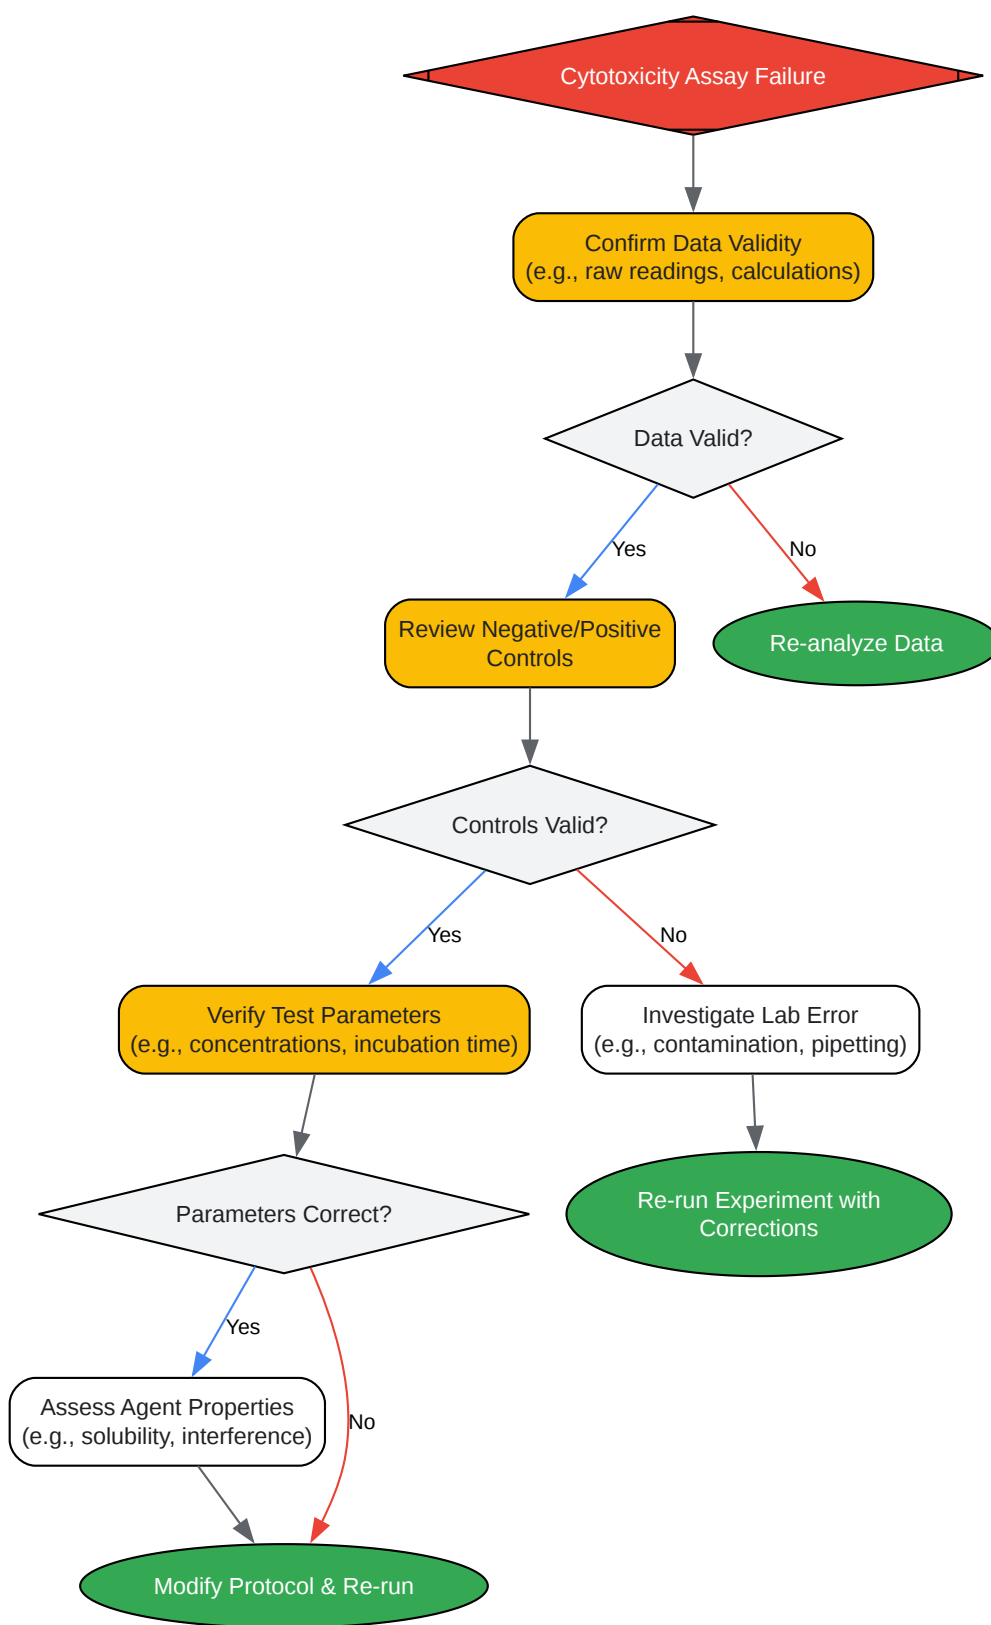 Cytotoxicity Assay Failure
Confirm Data Validity
(e.g., raw readings, calculations)
Data Valid?
Yes
No
Review Negative/Positive
Controls
Re-analyze Data
Controls Valid?
Yes
No
Verify Test Parameters
(e.g., concentrations, incubation time)
Investigate Lab Error
(e.g., contamination, pipetting)
Parameters Correct?
Re-run Experiment with
Corrections
Yes
Assess Agent Properties
(e.g., solubility, interference)
No
Modify Protocol & Re-run